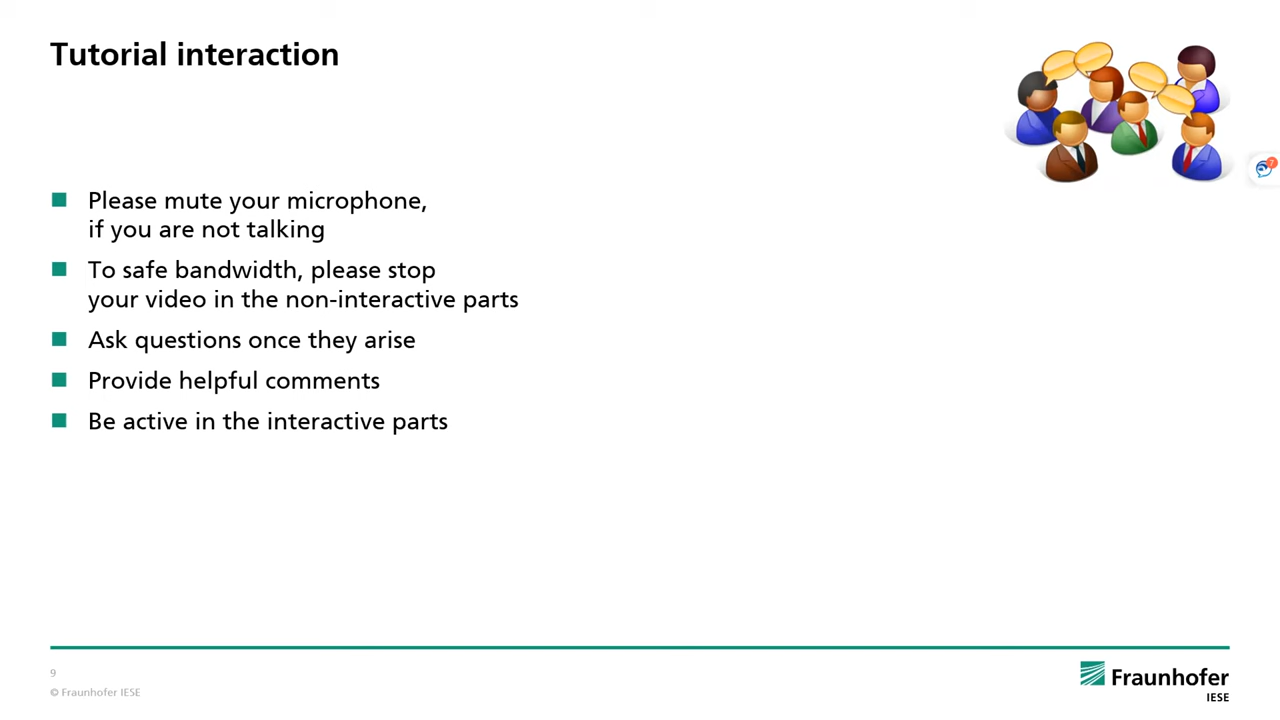 Tutorial interaction
7
Please mute your microphone,
if you are not talking
To safe bandwidth, please stop
your video in the non-interactive parts
Ask questions once they arise
Provide helpful comments
Be active in the interactive parts
9
© Fraunhofer IESE
Fraunhofer
IESE